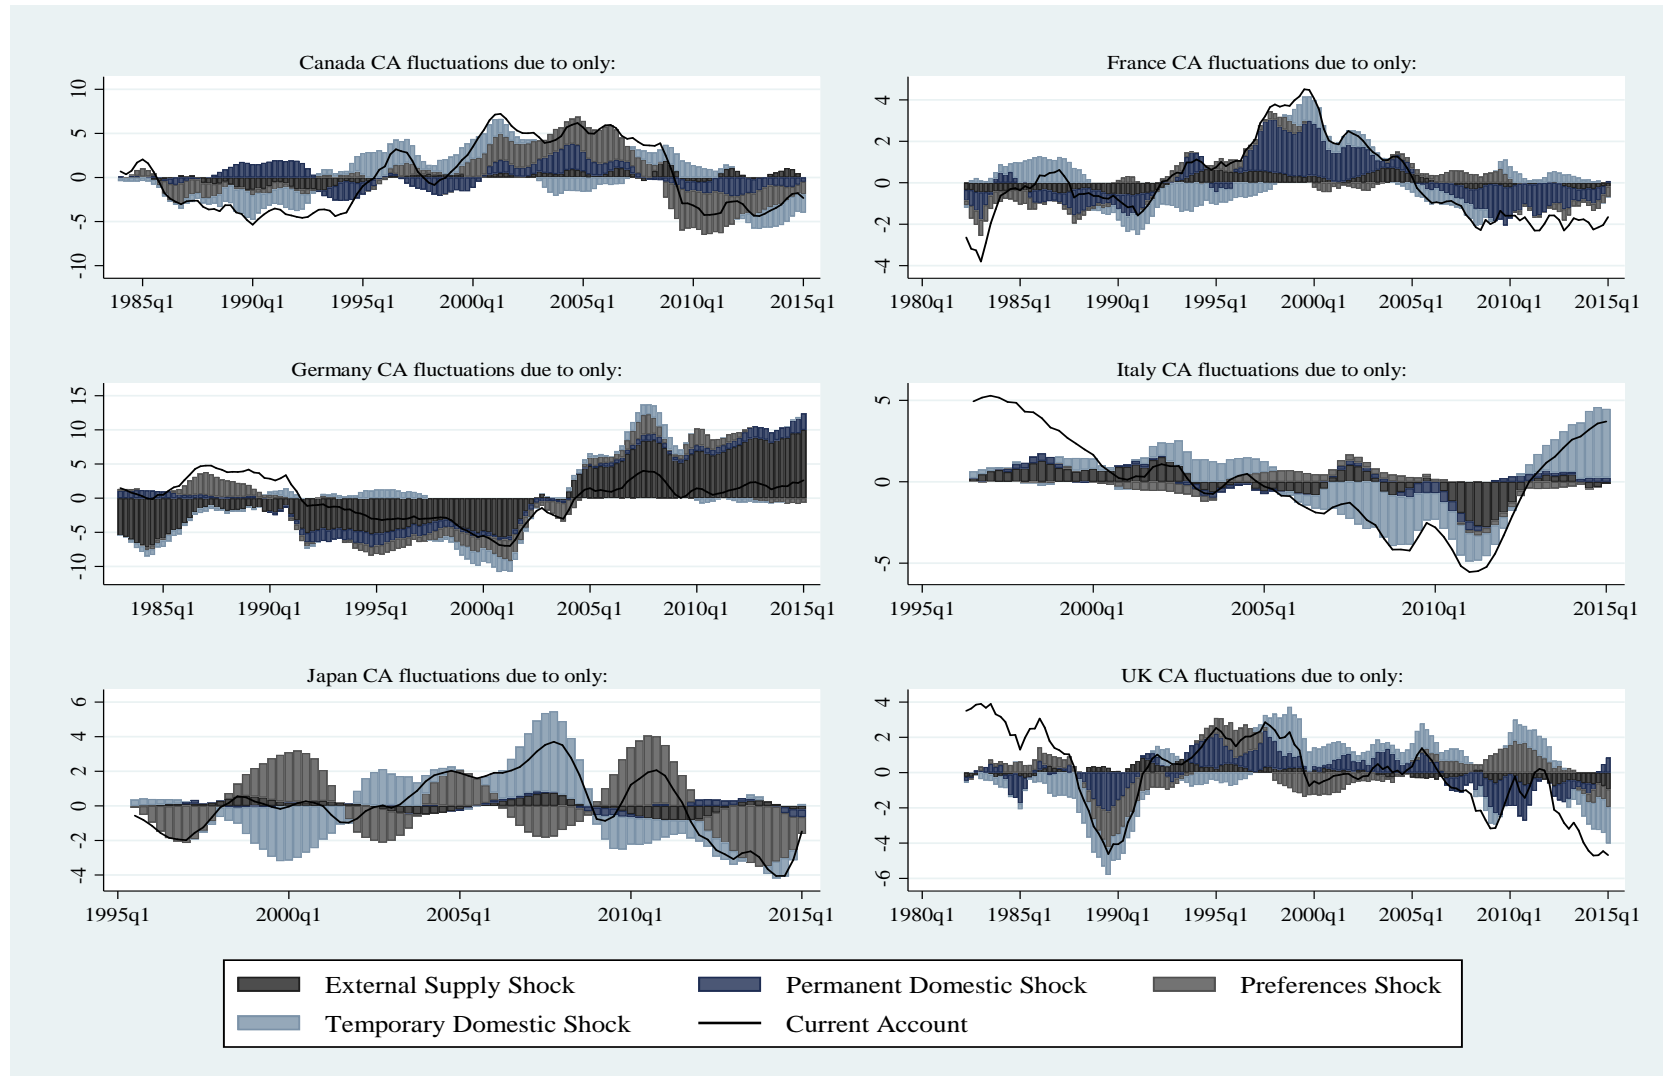 Canada CA fluctuations due to only:
10
5
0
-5
-10
1985q1 1990q1 1995q1 2000q1 2005q1 2010q1 2015q1
France CA fluctuations due to only:
4
2
0
-2
-4
1980q1 1985q1 1990q1 1995q1 2000q1 2005q1 2010q1 2015q1
Germany CA fluctuations due to only:
15
10
5
0
-5
-10
1985q1 1990q1 1995q1 2000q1 2005q1 2010q1 2015q1
Italy CA fluctuations due to only:
5
0
-5
1995q1 2000q1 2005q1 2010q1 2015q1
Japan CA fluctuations due to only:
6
4
2
0
-2
-4
1995q1 2000q1 2005q1 2010q1 2015q1
UK CA fluctuations due to only:
4
2
0
-2
-4
-6
1980q1 1985q1 1990q1 1995q1 2000q1 2005q1 2010q1 2015q1
External Supply Shock Permanent Domestic Shock Preferences Shock
Temporary Domestic Shock Current Account